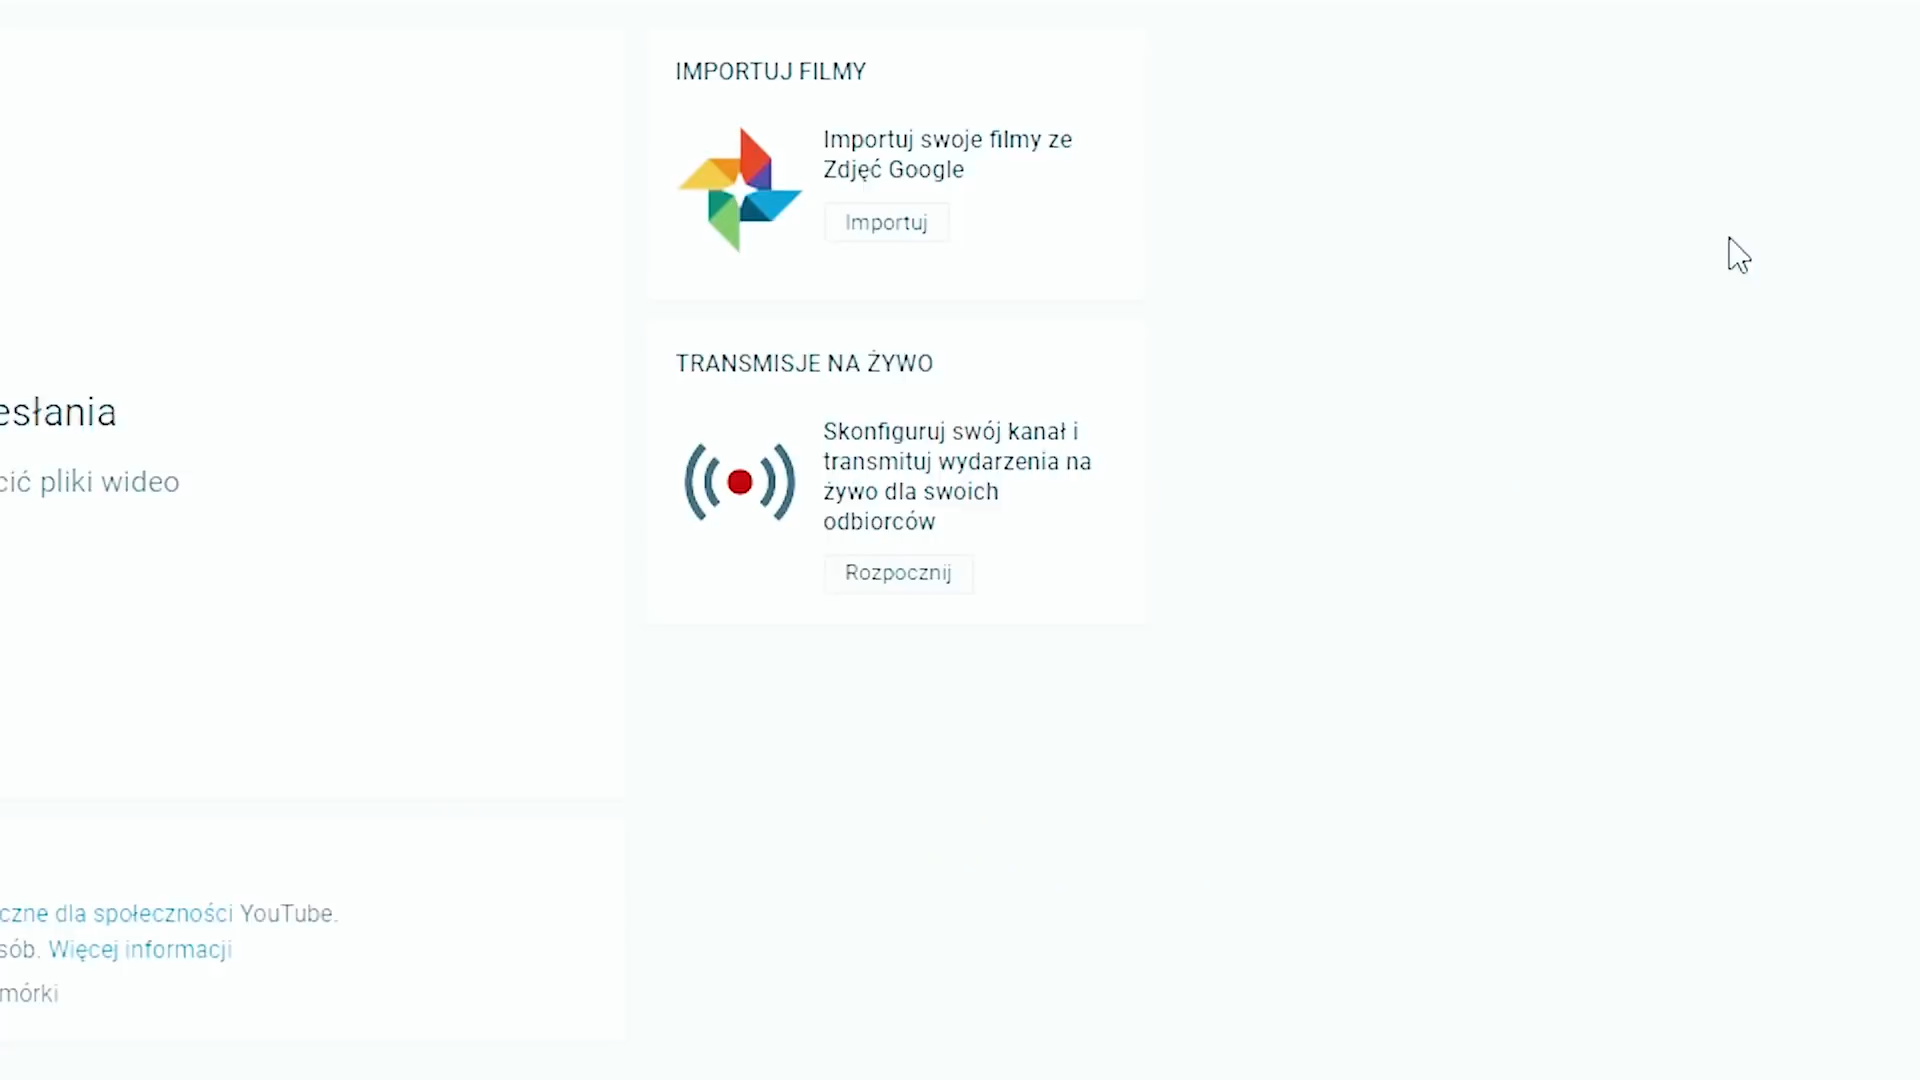 IMPORTUJ FILMY
Importuj swoje filmy ze
Zdjęć Google
Importuj
TRANSMISJE NA ŻYWO
Skonfiguruj swój kanał i
transmituj wydarzenia na
żywo dla swoich
odbiorców
Rozpocznij
esłania
cić pliki wideo
czne dla społeczności YouTube.
sób. Więcej informacji
mórki